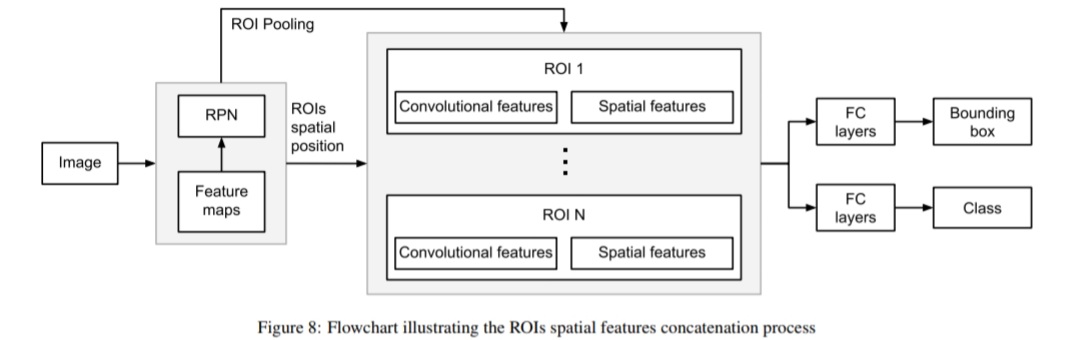 ROI Pooling
Image
RPN
Feature
maps
ROIs
spatial
position
ROI 1
Convolutional features
Spatial features
ROI N
Convolutional features
Spatial features
FC
layers
Bounding
box
FC
layers
Class
Figure 8: Flowchart illustrating the ROIs spatial features concatenation process